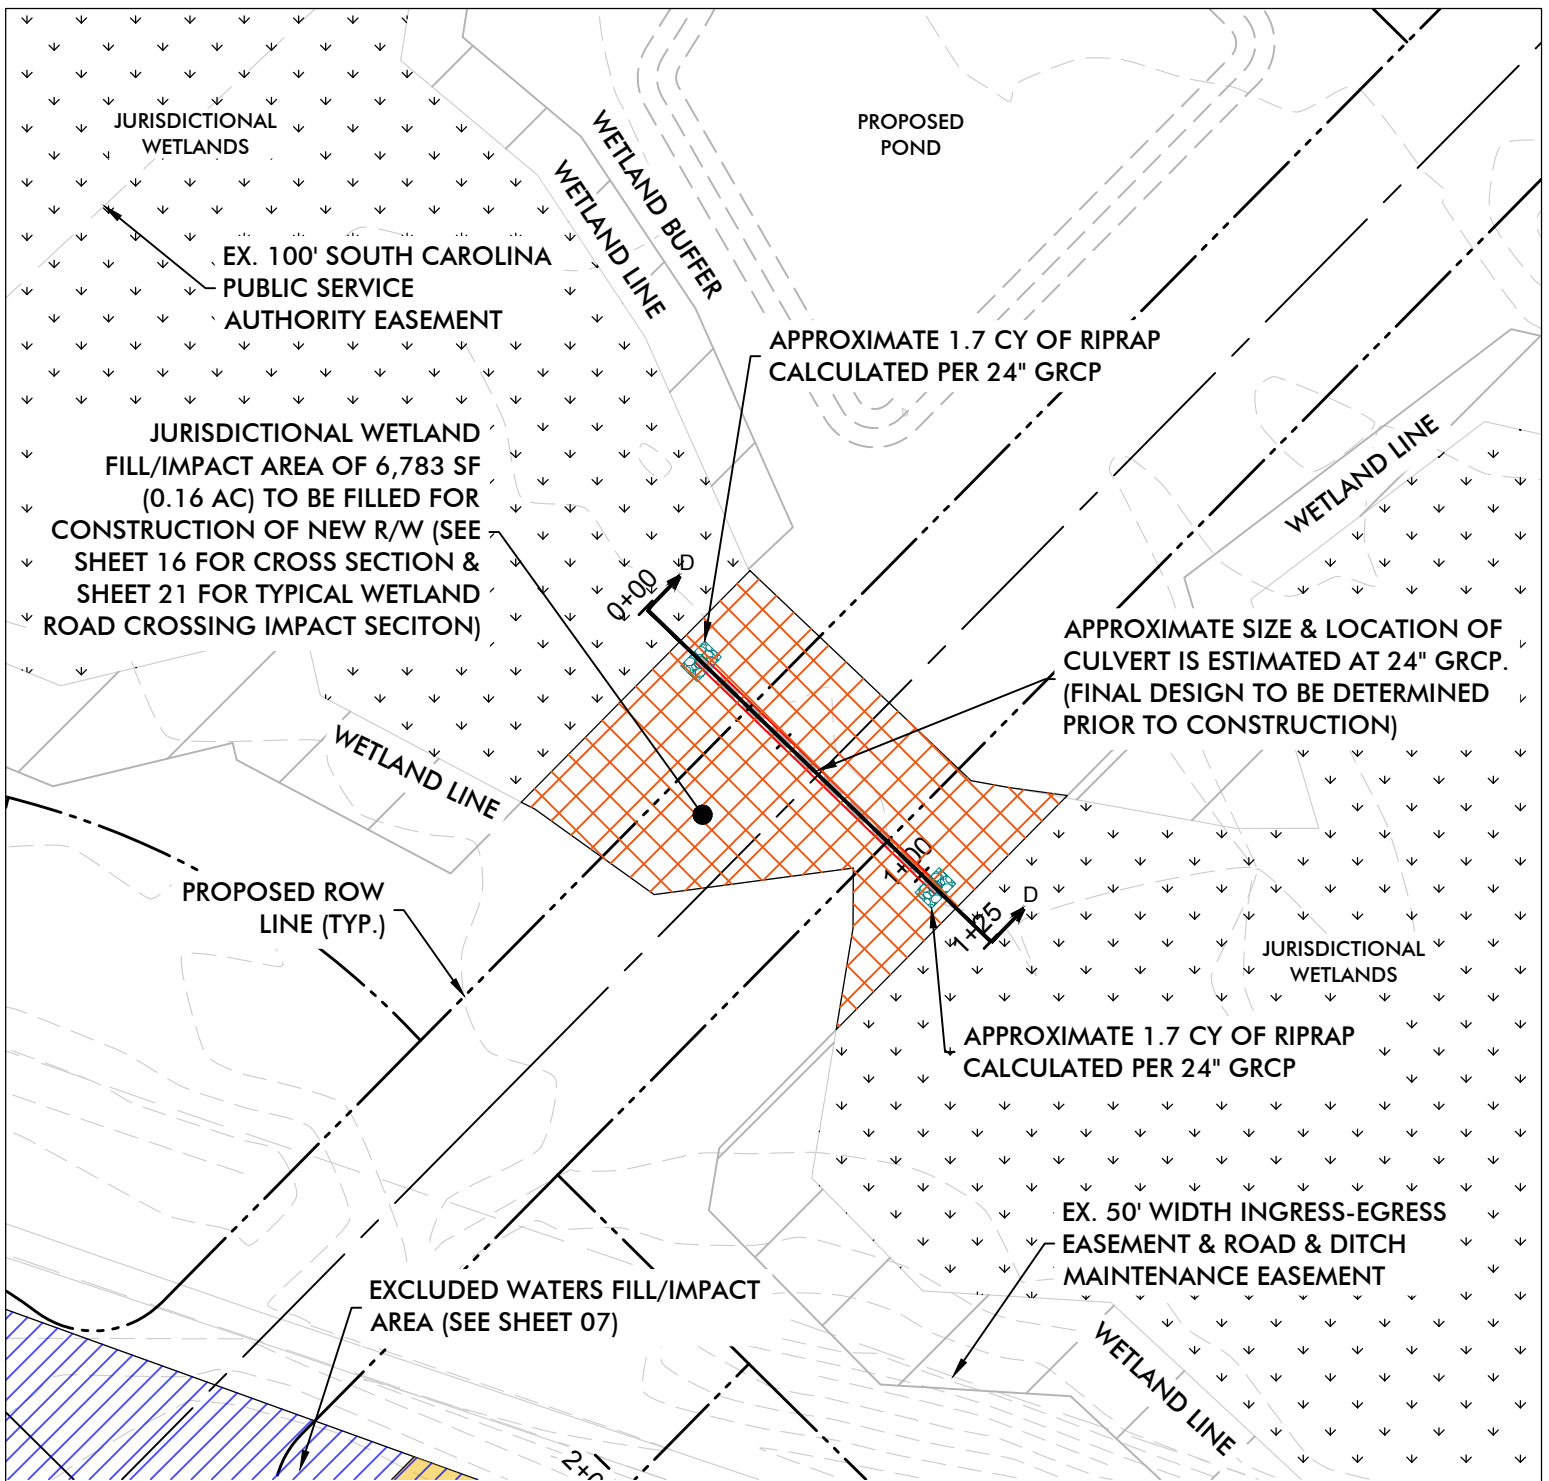 JURISDICTIONAL
WETLANDS
PROPOSED
POND
WETLAND BUFFER
WETLAND LINE
EX. 100' SOUTH CAROLINA
PUBLIC SERVICE
AUTHORITY EASEMENT
APPROXIMATE 1.7 CY OF RIPRAP
CALCULATED PER 24" GRCP
JURISDICTIONAL WETLAND
FILL/IMPACT AREA OF 6,783 SF
(0.16 AC) TO BE FILLED FOR
CONSTRUCTION OF NEW R/W (SEE
SHEET 16 FOR CROSS SECTION &
SHEET 21 FOR TYPICAL WETLAND
ROAD CROSSING IMPACT SECITON)
WETLAND LINE
0+00
D
APPROXIMATE SIZE & LOCATION OF
CULVERT IS ESTIMATED AT 24" GRCP.
(FINAL DESIGN TO BE DETERMINED
PRIOR TO CONSTRUCTION)
WETLAND LINE
1+00
1+25
D
PROPOSED ROW
LINE (TYP.)
JURISDICTIONAL
WETLANDS
APPROXIMATE 1.7 CY OF RIPRAP
CALCULATED PER 24" GRCP
EX. 50' WIDTH INGRESS-EGRESS
EASEMENT & ROAD & DITCH
MAINTENANCE EASEMENT
EXCLUDED WATERS FILL/IMPACT
AREA (SEE SHEET 07)
WETLAND LINE